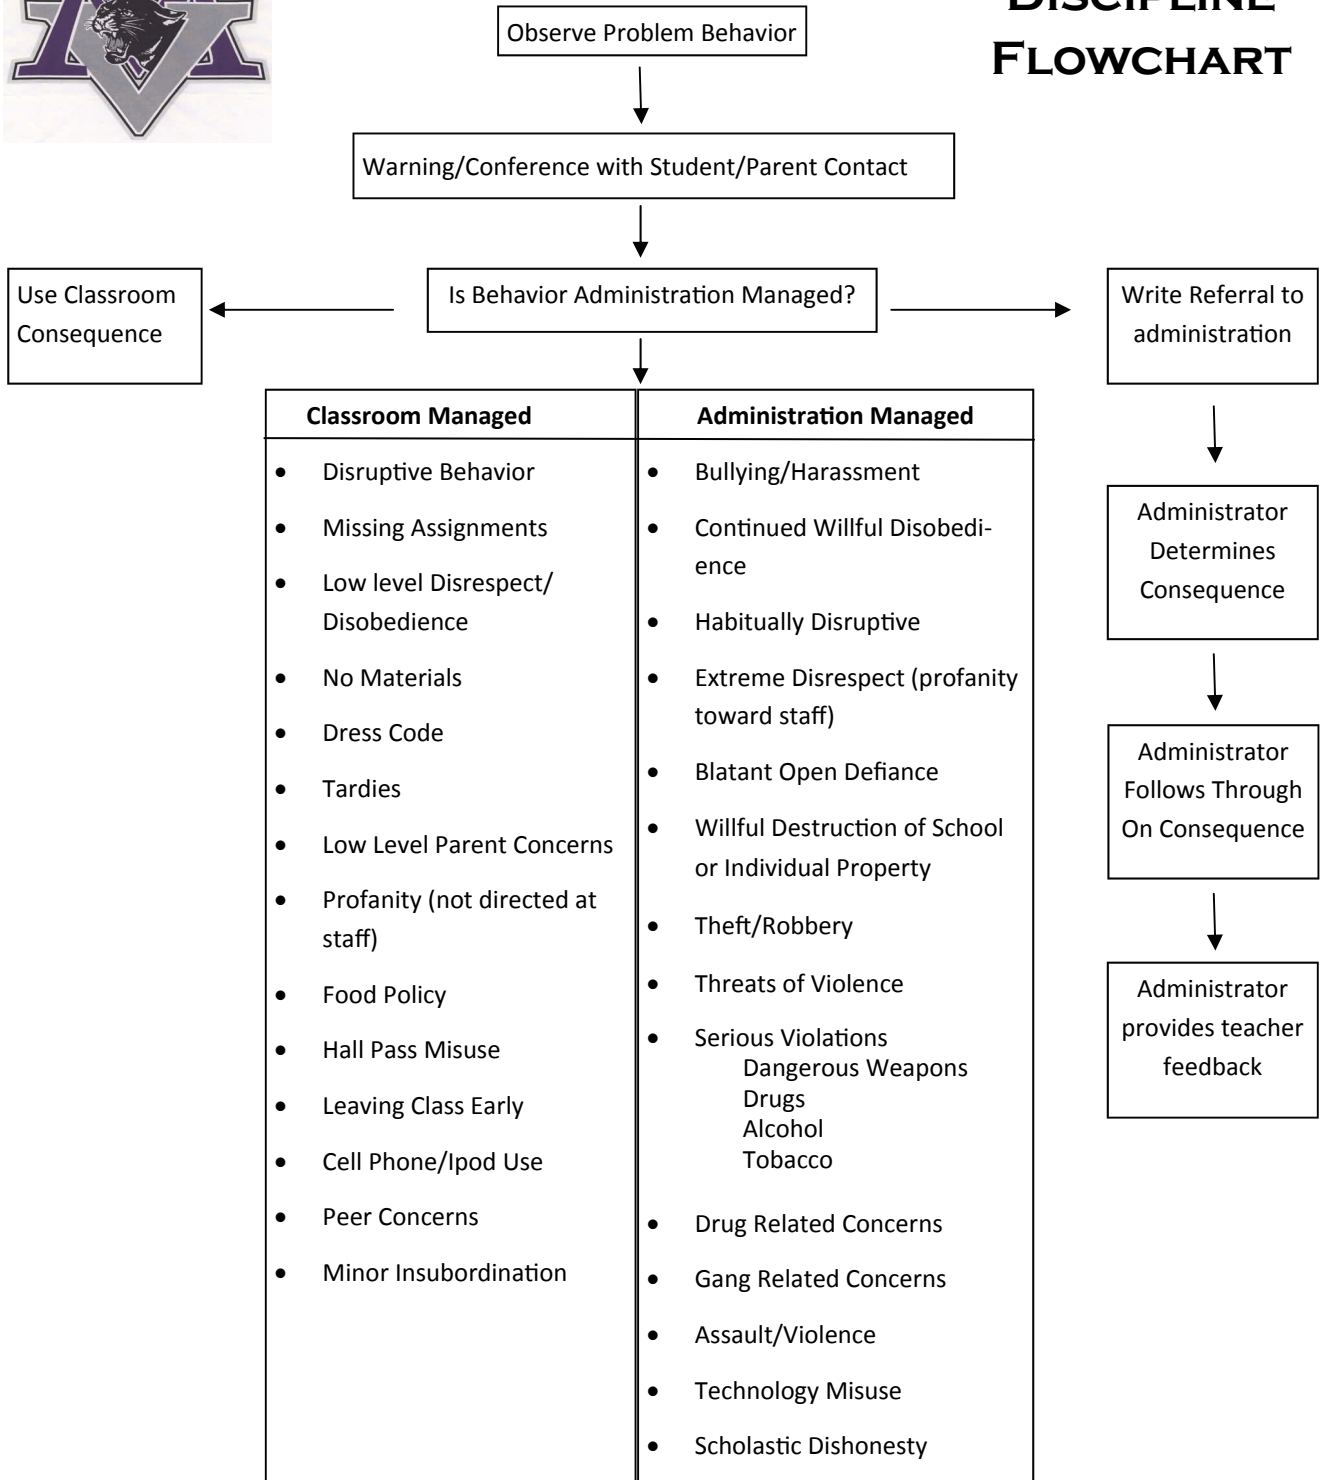 DISCIPLINE
FLOWCHART
Observe Problem Behavior
Warning/Conference with Student/Parent Contact
Is Behavior Administration Managed?
Use Classroom
Consequence
Write Referral to
administration
Classroom Managed
• Disruptive Behavior
• Missing Assignments
• Low level Disrespect/
Disobedience
• No Materials
• Dress Code
• Tardies
• Low Level Parent Concerns
• Profanity (not directed at
staff)
• Food Policy
• Hall Pass Misuse
• Leaving Class Early
• Cell Phone/Ipod Use
• Peer Concerns
• Minor Insubordination
Administration Managed
• Bullying/Harassment
• Continued Willful Disobedi-
ence
• Habitually Disruptive
• Extreme Disrespect (profanity
toward staff)
• Blatant Open Defiance
• Willful Destruction of School
or Individual Property
• Theft/Robbery
• Threats of Violence
• Serious Violations
Dangerous Weapons
Drugs
Alcohol
Tobacco
• Drug Related Concerns
• Gang Related Concerns
• Assault/Violence
• Technology Misuse
• Scholastic Dishonesty
Administrator
Determines
Consequence
Administrator
Follows Through
On Consequence
Administrator
provides teacher
feedback